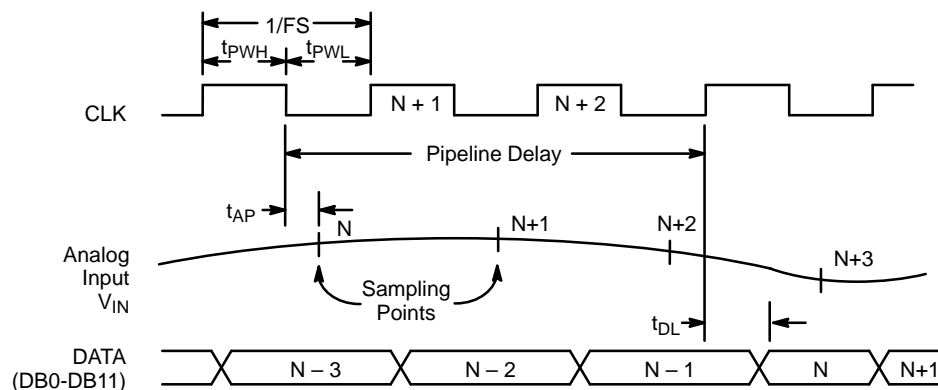 1/FS
tPWH tPWL
CLK
N + 1 N + 2
Pipeline Delay
tAP
N N+1 N+2 N+3
Analog
Input
VIN
Sampling
Points
tDL
DATA
(DB0-DB11)
N – 3 N – 2 N – 1 N N+1